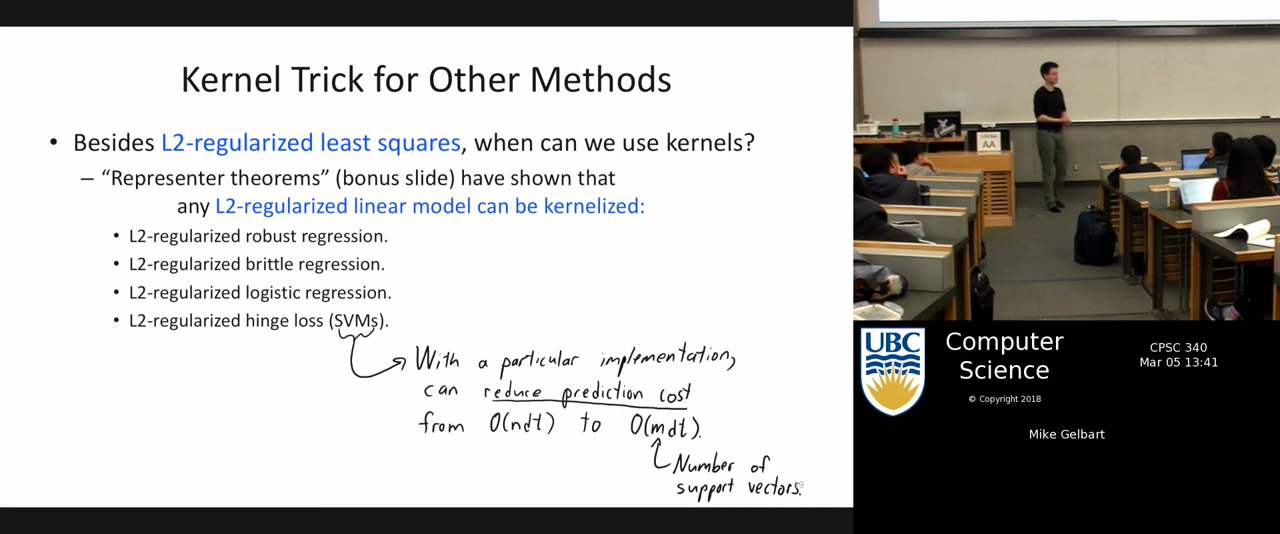 Kernel Trick for Other Methods
• Besides L2-regularized least squares, when can we use kernels?
– “Representer theorems” (bonus slide) have shown that
any L2-regularized linear model can be kernelized:
• L2-regularized robust regression.
• L2-regularized brittle regression.
• L2-regularized logistic regression.
• L2-regularized hinge loss (SVMs).
With a particular implementation,
can reduce prediction cost
from O(ndt) to O(mdt).
Number of
support vectors.
AA
UBC
Computer
Science
© Copyright 2018
CPSC 340
Mar 05 13:41
Mike Gelbart